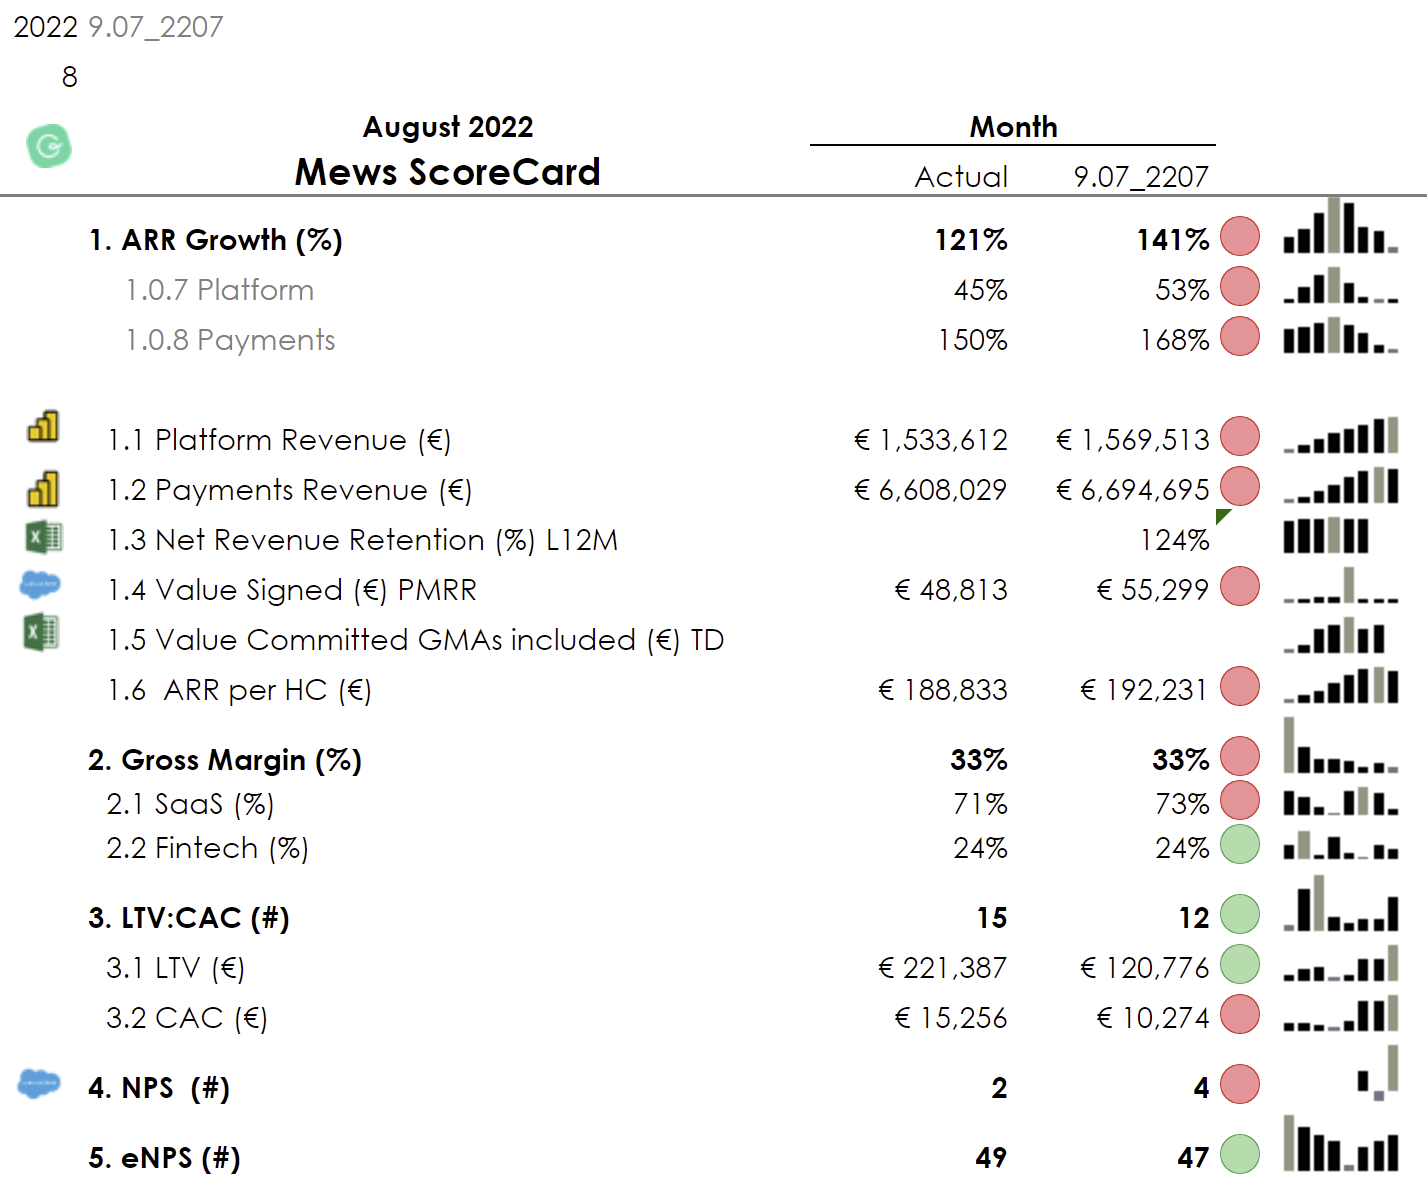 2022 9.07_2207
8
August 2022 Month
Mews ScoreCard Actual 9.07_2207
1. ARR Growth (%) 121% 141%
1.0.7 Platform 45% 53%
1.0.8 Payments 150% 168%
1.1 Platform Revenue (€) € 1,533,612 € 1,569,513
1.2 Payments Revenue (€) € 6,608,029 € 6,694,695
1.3 Net Revenue Retention (%) L12M 124%
1.4 Value Signed (€) PMRR € 48,813 € 55,299
1.5 Value Committed GMAs included (€) TD
1.6 ARR per HC (€) € 188,833 € 192,231
2. Gross Margin (%) 33% 33%
2.1 SaaS (%) 71% 73%
2.2 Fintech (%) 24% 24%
3. LTV:CAC (#) 15 12
3.1 LTV (€) € 221,387 € 120,776
3.2 CAC (€) € 15,256 € 10,274
4. NPS (#) 2 4
5. eNPS (#) 49 47